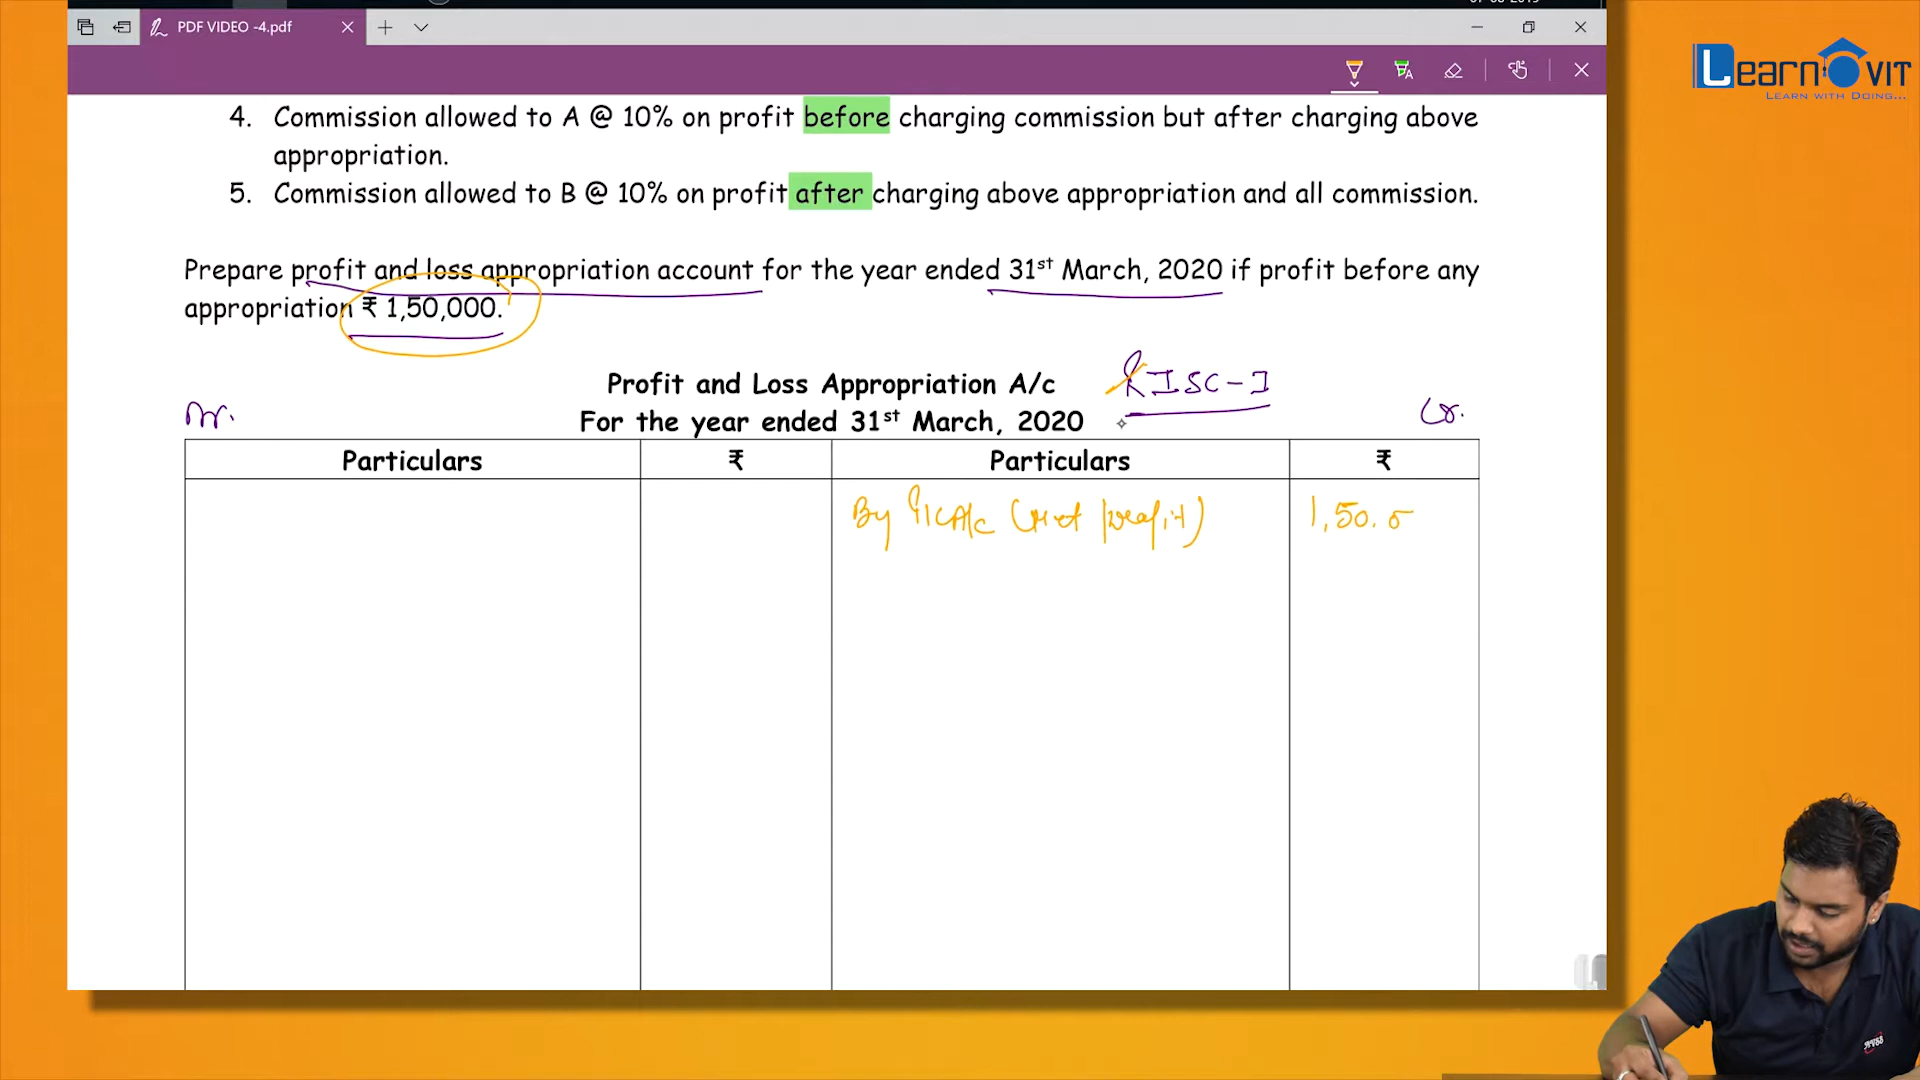 PDF VIDEO -4.pdf
LearnOVIT
LEARN WITH DOING...
4. Commission allowed to A @ 10% on profit before charging commission but after charging above
appropriation.
5. Commission allowed to B @ 10% on profit after charging above appropriation and all commission.
Prepare profit and loss appropriation account for the year ended 31st March, 2020 if profit before any
appropriation ₹ 1,50,000.
Profit and Loss Appropriation A/c
ISC-I
Dr.
For the year ended 31st March, 2020
Cr.
Particulars ₹ Particulars ₹
By A/c (Net profit) 1,50.